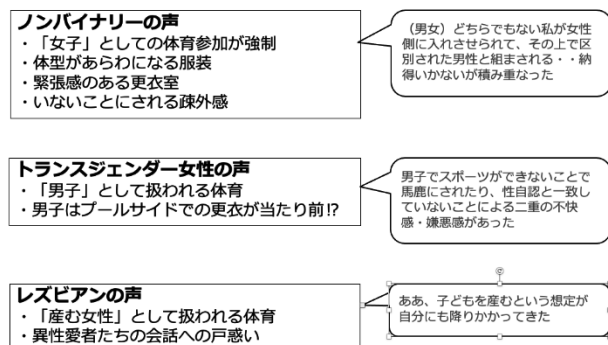 ノンバイナリーの声
・「女子」としての体育参加が強制
・体型があらわになる服装
・緊張感のある更衣室
・いないことにされる疎外感
（男女）どちらでもない私が女性
側に入れさせられて、その上で区
別された男性と組まされる・・納
得いかないが積み重なった
トランスジェンダー女性の声
・「男子」として扱われる体育
・男子はプールサイドでの更衣が当たり前⁉
男子でスポーツができないことで
馬鹿にされたり、性自認と一致し
ていないことによる二重の不快
感・嫌悪感があった
レズビアンの声
・「産む女性」として扱われる体育
・異性愛者たちの会話への戸惑い
ああ、子どもを産むという想定が
自分にも降りかかってきた